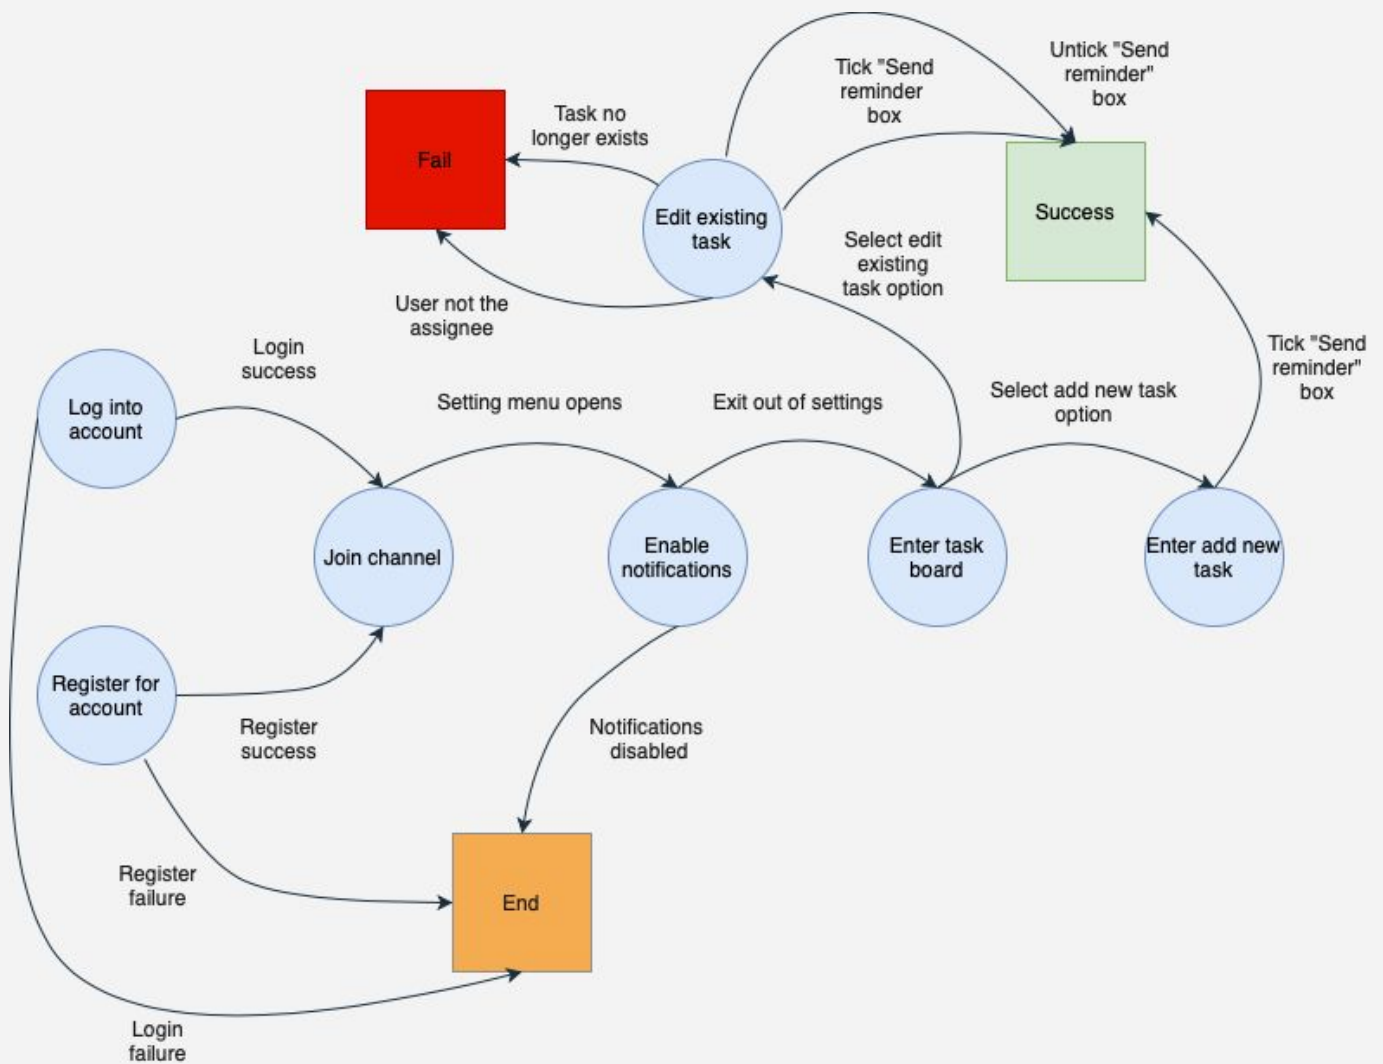 Untick "Send
reminder"
box
Tick "Send
reminder
box
Task no
longer exists
Fail
Edit existing
task
Success
Select edit
existing
task option
User not the
assignee
Login
success
Tick "Send
reminder"
box
Log into
account
Setting menu opens
Exit out of settings
Select add new task
option
Join channel
Enable
notifications
Enter task
board
Enter add new
task
Register for
account
Register
success
Notifications
disabled
Register
failure
End
Login
failure